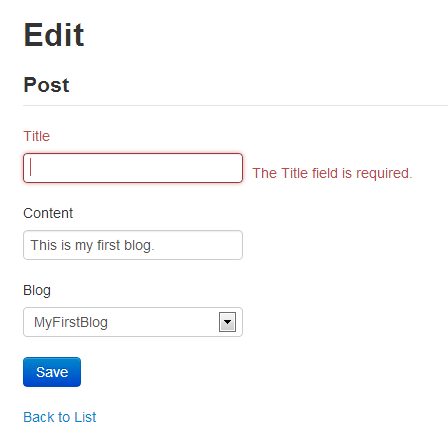 Edit
Post
Title
The Title field is required.
Content
This is my first blog.
Blog
MyFirstBlog
Save
Back to List